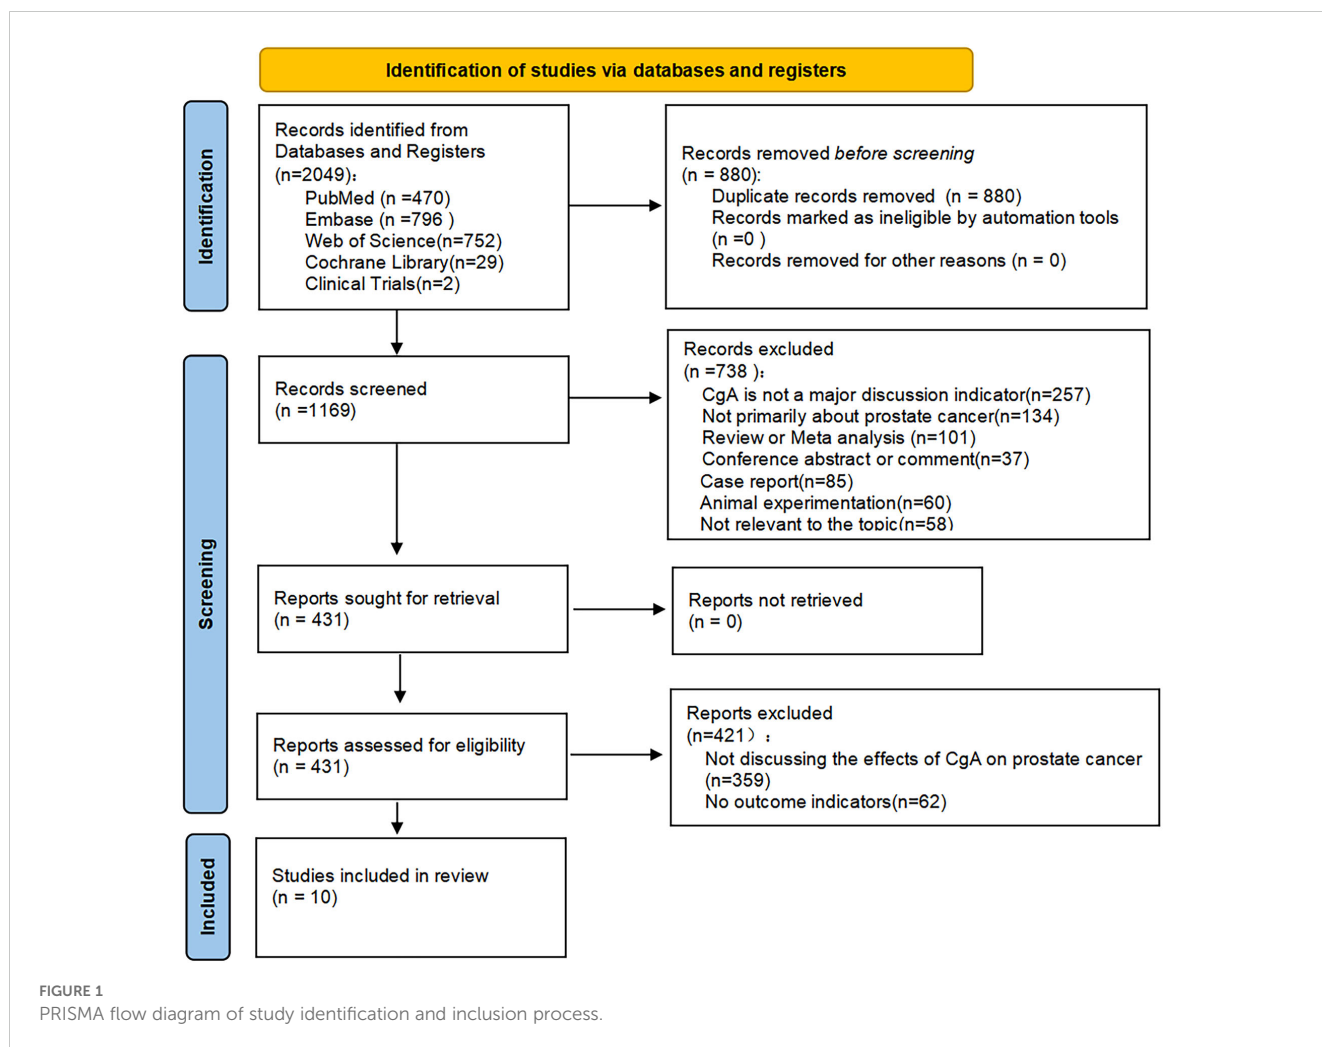 Identification of studies via databases and registers
Identification
Records identified from
Databases and Registers
(n=2049)：
PubMed (n =470)
Embase (n =796 )
Web of Science(n=752)
Cochrane Library(n=29)
Clinical Trials(n=2)
Records removed before screening
(n = 880):
Duplicate records removed  (n = 880)
Records marked as ineligible by automation tools
(n =0 )
Records removed for other reasons (n = 0)
Screening
Records screened
(n =1169)
Records excluded
(n =738 )：
CgA is not a major discussion indicator(n=257)
Not primarily about prostate cancer(n=134)
Review or Meta analysis (n=101)
Conference abstract or comment(n=37)
Case report(n=85)
Animal experimentation(n=60)
Not relevant to the topic(n=58)
Reports sought for retrieval
(n = 431)
Reports not retrieved
(n = 0)
Reports assessed for eligibility
(n = 431)
Reports excluded
(n=421）：
Not discussing the effects of CgA on prostate cancer
(n=359)
No outcome indicators(n=62)
Included
Studies included in review
(n = 10)
FIGURE 1
PRISMA flow diagram of study identification and inclusion process.